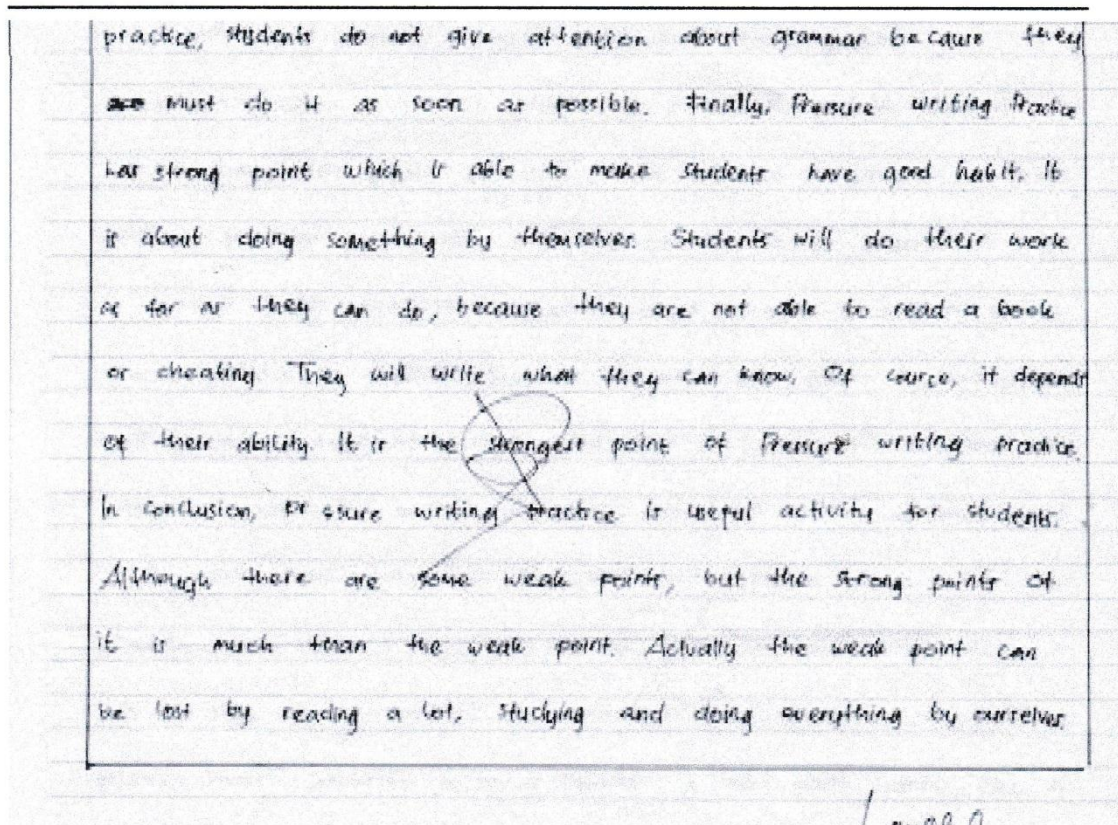 practice, students do not give attention about grammar because they
must do it as soon as possible. Finally, Pressure writing Practice
has strong point which is able to make students have good habit. it
is about doing something by themselves. Students will do their work
as far as they can do, because they are not able to read a book
or cheating. They will write what they can know. Of course, it depends
of their ability. It is the strongest point of Pressure writing practice.
In conclusion, Pr ssure writing Practice is useful activity for students.
Although there are some weak points, but the strong points of
it is much than the weak point. Actually the weak point can
be lost by reading a lot, studying and doing everything by ourselves.